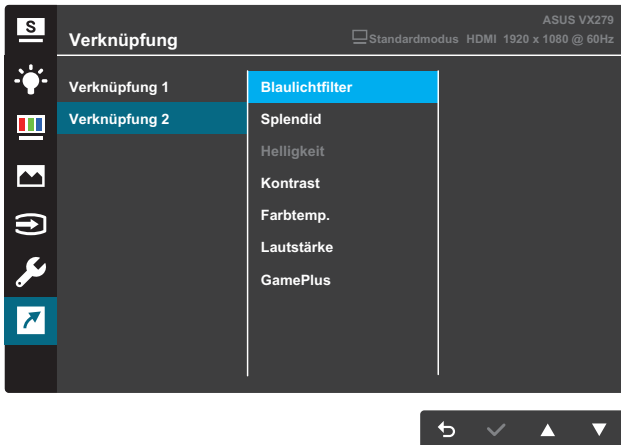 S
ASUS VX279
Verknüpfung
Standardmodus HDMI 1920 x 1080 @ 60Hz
Verknüpfung 1
Blaulichtfilter
Verknüpfung 2
Splendid
Helligkeit
Kontrast
Farbtemp.
Lautstärke
GamePlus